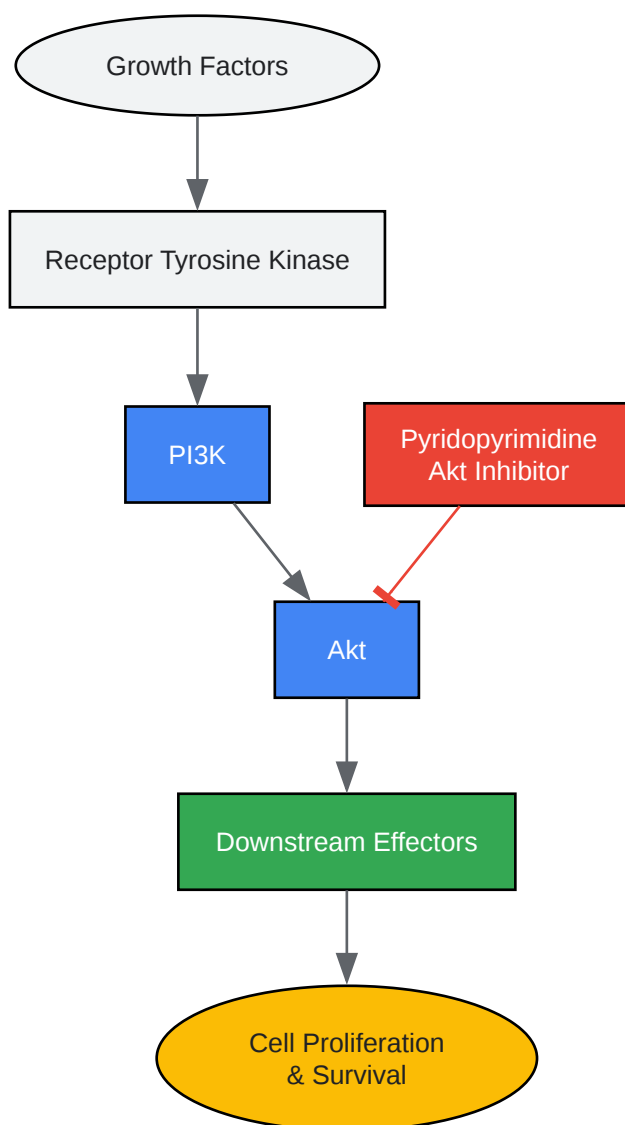 Growth Factors
Receptor Tyrosine Kinase
PI3K
Pyridopyrimidine
Akt Inhibitor
Akt
Downstream Effectors
Cell Proliferation
& Survival